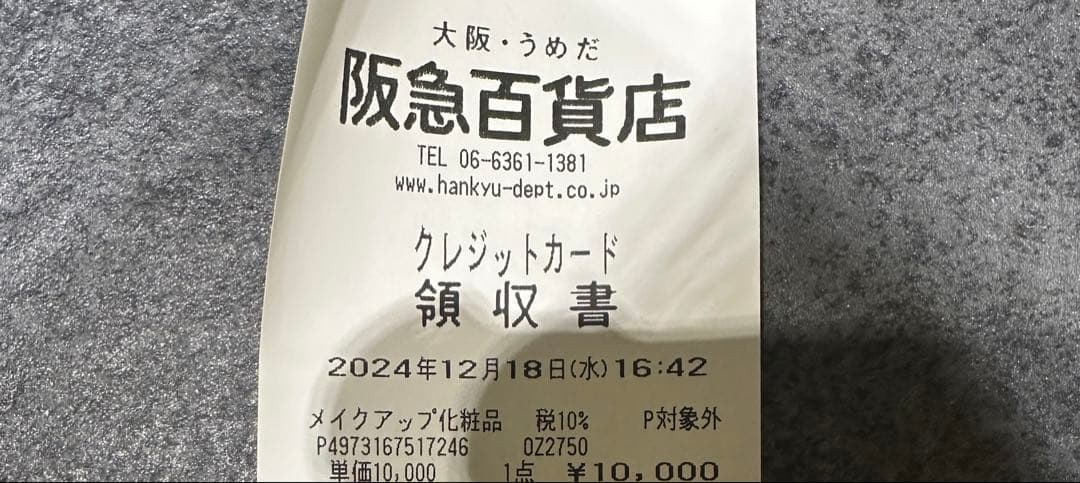 大阪・うめだ
阪急百貨店
TEL 06-6361-1381
www.hankyu-dept.co.jp
クレジットカード
領収書
2024年12月18日(水)16:42
メイクアップ化粧品 税10% P対象外
P4973167517246 0Z2750
単価10,000 1点 ¥10,000